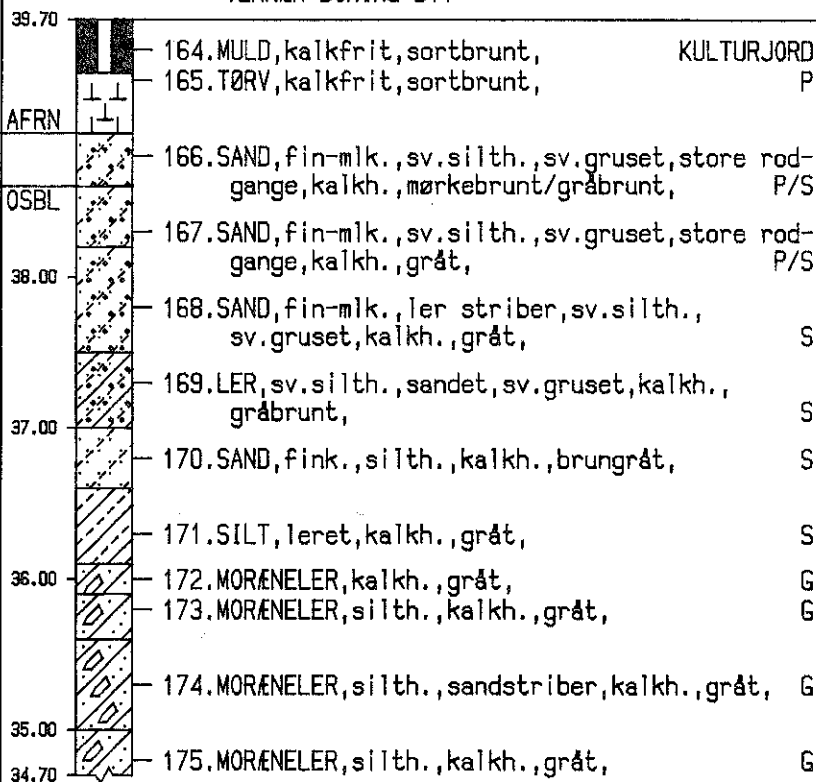 39.70
164.MULD,kalkfrit,sortbrunt, KULTURJORD
165.TØRV,kalkfrit,sortbrunt, P
AFRN
166.SAND,fin-mlk.,sv.silth.,sv.gruset,store rod-
gange,kalkh.,mørkebrunt/gråbrunt, P/S
OSBL
167.SAND,fin-mlk.,sv.silth.,sv.gruset,store rod-
gange,kalkh.,gråt, P/S
38.00
168.SAND,fin-mlk.,ler striber,sv.silth.,
sv.gruset,kalkh.,gråt, S
169.LER,sv.silth.,sandet,sv.gruset,kalkh.,
gråbrunt, S
37.00
170.SAND,fink.,silth.,kalkh.,brungråt, S
171.SILT,leret,kalkh.,gråt, S
36.00
172.MORÆNELER,kalkh.,gråt, G
173.MORÆNELER,silth.,kalkh.,gråt, G
174.MORÆNELER,silth.,sandstriber,kalkh.,gråt, G
35.00
175.MORÆNELER,silth.,kalkh.,gråt, G
34.70